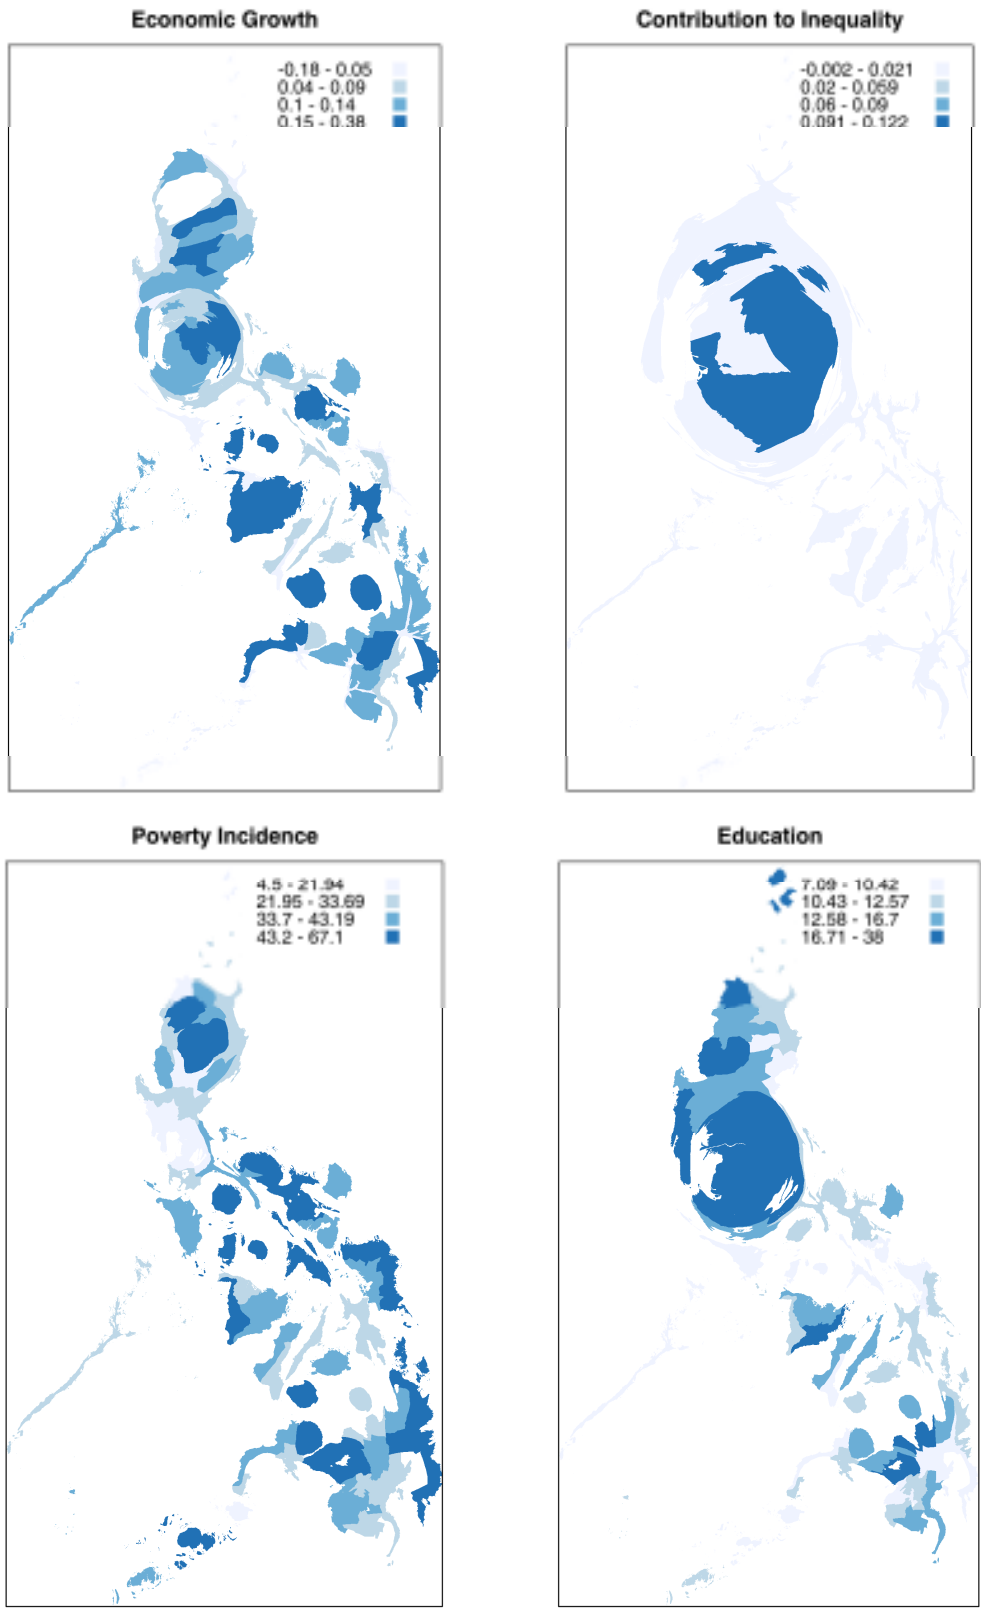 Economic Growth
-0.18 - 0.05
0.04 - 0.09
0.1 - 0.14
0.15 - 0.38
Contribution to Inequality
-0.002 - 0.021
0.02 - 0.059
0.06 - 0.09
0.091 - 0.122
Poverty Incidence
4.5 - 21.94
21.95 - 33.69
33.7 - 43.19
43.2 - 67.1
Education
7.09 - 10.42
10.43 - 12.57
12.58 - 16.7
16.71 - 38